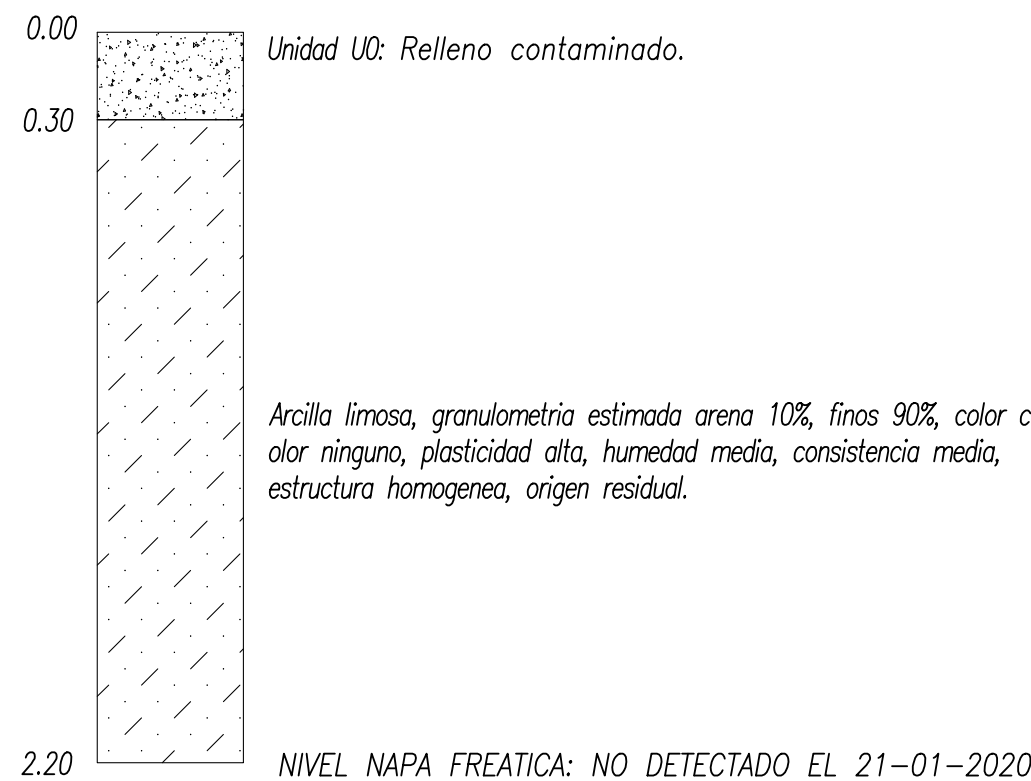 0.00
Unidad U0: Relleno contaminado.
0.30
Arcilla limosa, granulometria estimada arena 10%, finos 90%, color c
olor ninguno, plasticidad alta, humedad media, consistencia media,
estructura homogenea, origen residual.
2.20
NIVEL NAPA FREATICA: NO DETECTADO EL 21-01-2020